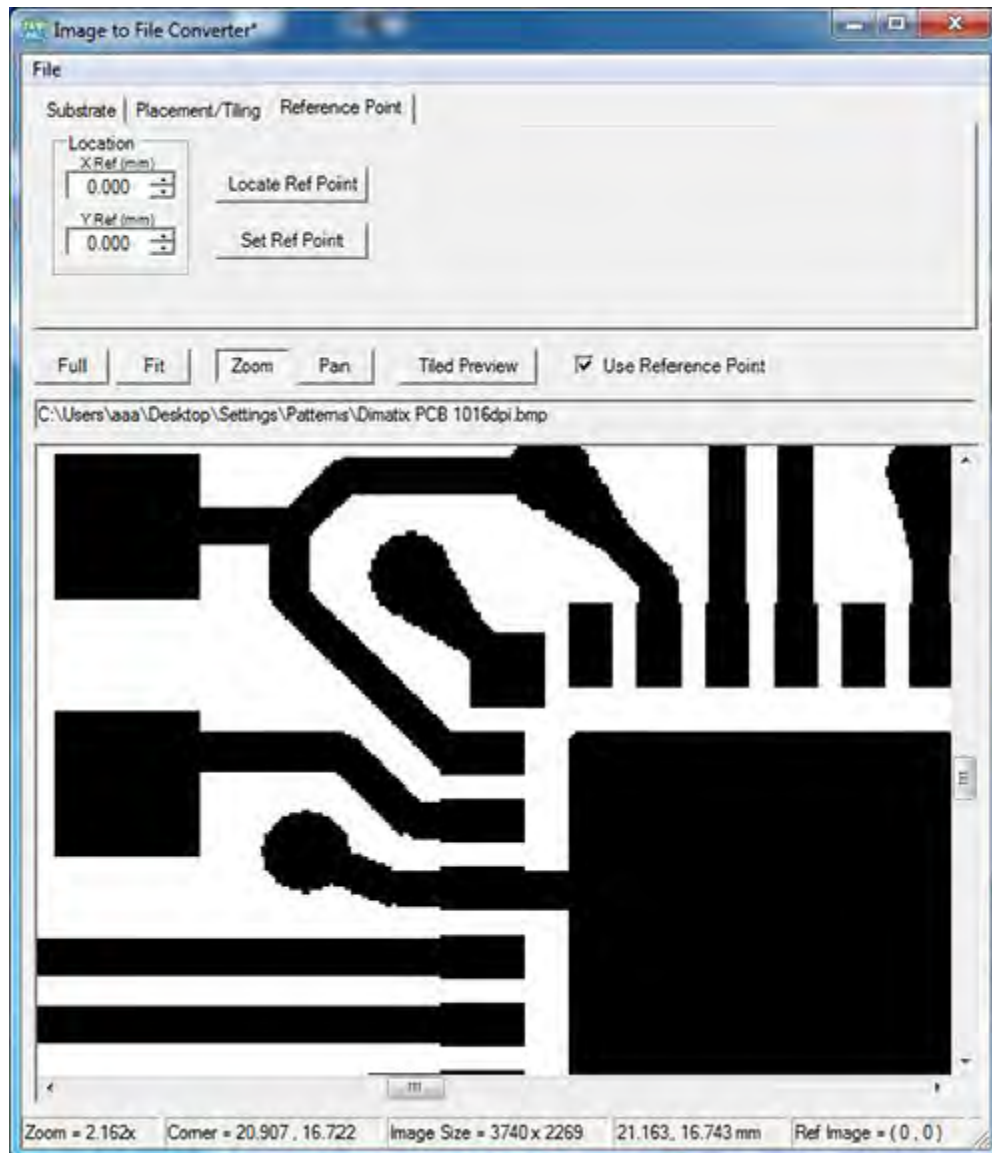 Image to File Converter*
File
Substrate Placement/Tiling Reference Point
Location
X Ref (mm)
0.000
Locate Ref Point
Y Ref (mm)
0.000
Set Ref Point
Full Fit Zoom Pan Tiled Preview Use Reference Point
C:\Users\aaa\Desktop\Settings\Patterns\Dimatix PCB 1016dpi.bmp
Zoom = 2.162x Corner = 20.907 , 16.722 Image Size = 3740 x 2269 21.163, 16.743 mm Ref Image = ( 0 , 0 )